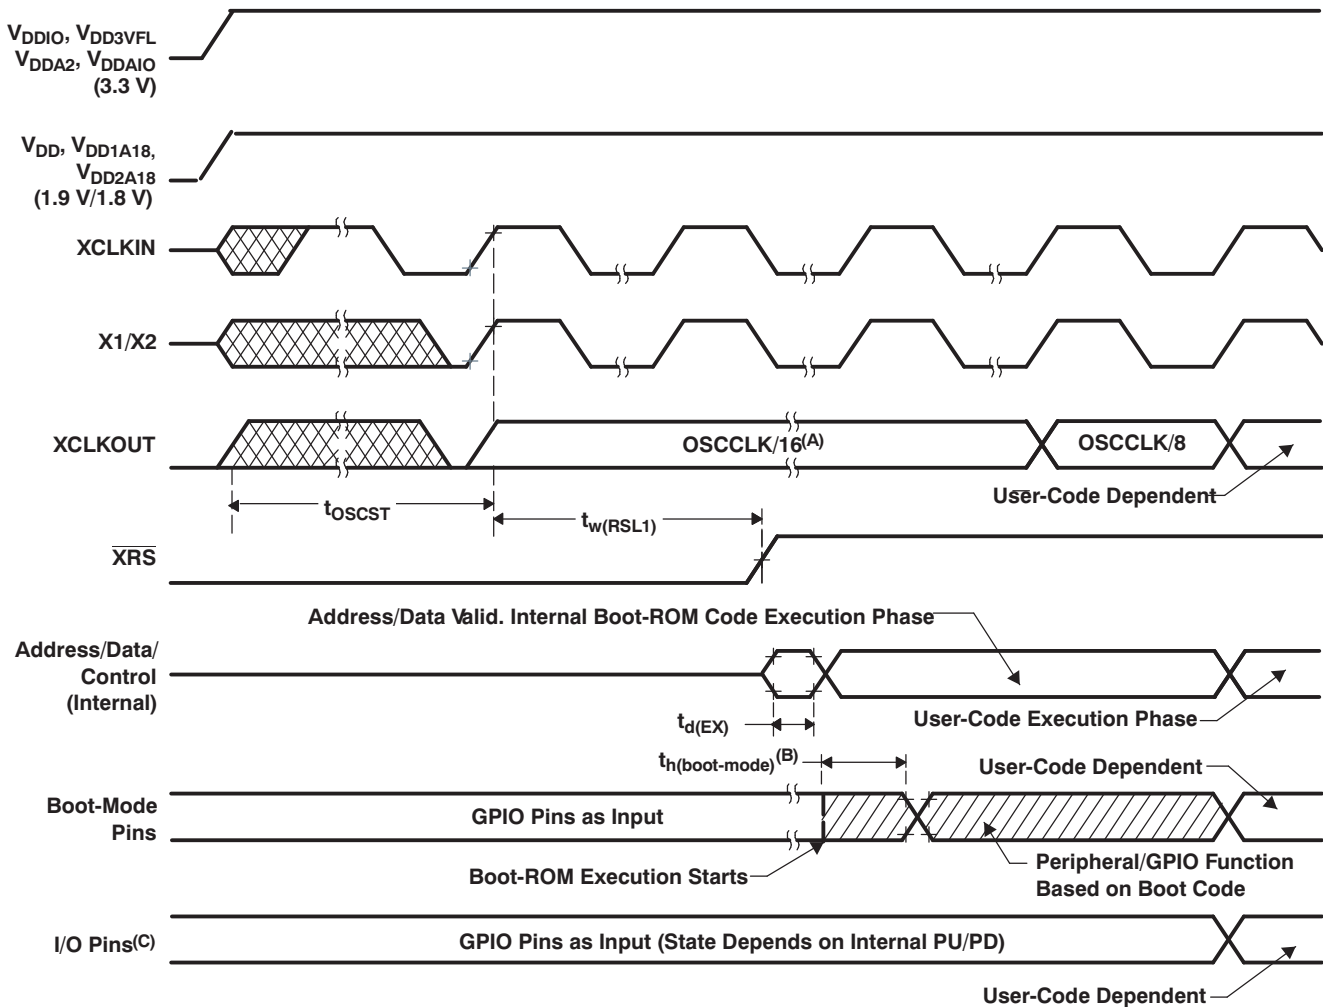 VDDIO, VDD3VFL
VDDA2, VDDAIO
(3.3 V)
VDD, VDD1A18,
VDD2A18
(1.9 V/1.8 V)
XCLKIN
X1/X2
XCLKOUT
OSCCLK/16(A)
OSCCLK/8
User-Code Dependent
tOSCST
tw(RSL1)
XRS
Address/Data Valid. Internal Boot-ROM Code Execution Phase
Address/Data/
Control
(Internal)
td(EX)
User-Code Execution Phase
th(boot-mode)(B)
User-Code Dependent
Boot-Mode
Pins
GPIO Pins as Input
Boot-ROM Execution Starts
Peripheral/GPIO Function
Based on Boot Code
I/O Pins(C)
GPIO Pins as Input (State Depends on Internal PU/PD)
User-Code Dependent